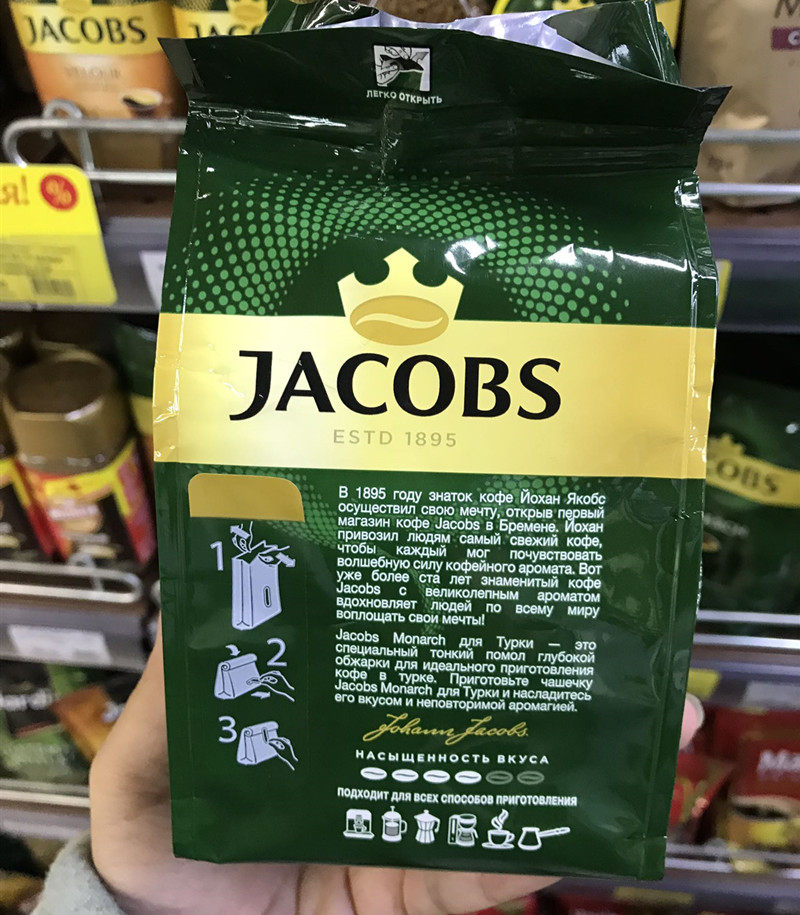 JACOBS
ЛЕГКО ОТКРЫТЬ
я!
%
JACOBS
ESTD 1895
В 1895 году знаток кофе Йохан Якобс
осуществил свою мечту, открыв первый
магазин кофе Jacobs в Бремене. Йохан
привозил людям самый свежий кофе,
чтобы каждый мог почувствовать
волшебную силу кофейного аромата. Вот
уже более ста лет знаменитый кофе
Jacobs с великолепным ароматом
вдохновляет людей по всему миру
воплощать свои мечты!
Jacobs Monarch для Турки — это
специальный тонкий помол глубокой
обжарки для идеального приготовления
кофе в турке. Приготовьте чашечку
Jacobs Monarch для Турки и насладитесь
его вкусом и неповторимой аромагией.
1
2
3
Johann Jacobs
НАСЫЩЕННОСТЬ ВКУСА
ПОДХОДИТ ДЛЯ ВСЕХ СПОСОБОВ ПРИГОТОВЛЕНИЯ